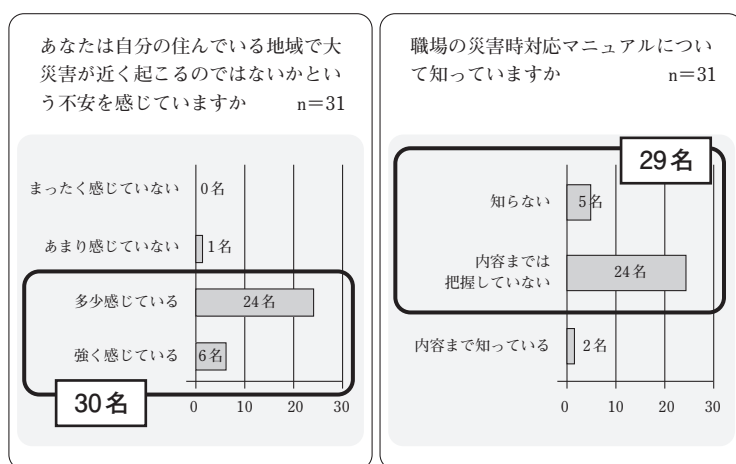 あなたは自分の住んでいる地域で大
災害が近く起こるのではないかとい
う不安を感じていますか　　n＝31
まったく感じていない　0名
あまり感じていない　1名
多少感じている　24名
強く感じている　6名
30名
0　10　20　30
職場の災害時対応マニュアルについ
て知っていますか　　n＝31
29名
知らない　5名
内容までは
把握していない　24名
内容まで知っている　2名
0　10　20　30